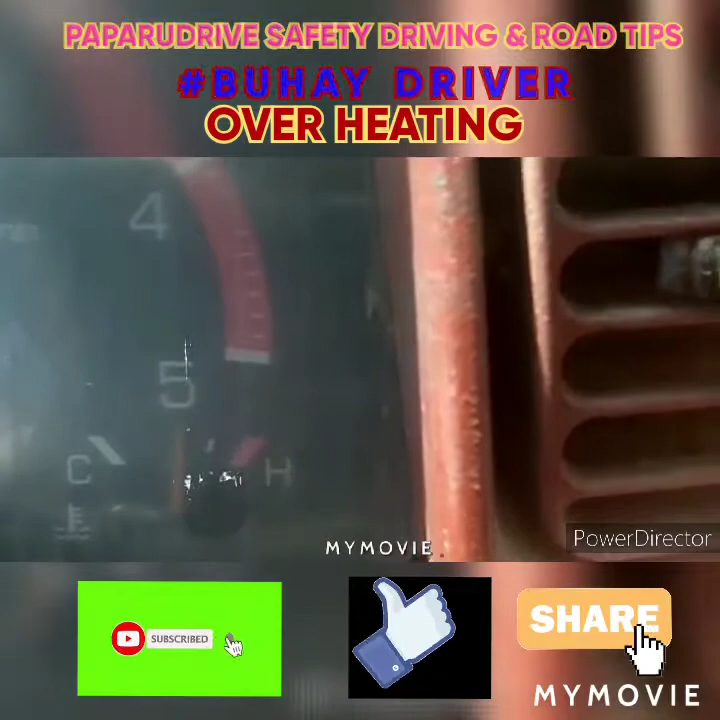 PAPARUDRIVE SAFETY DRIVING & ROAD TIPS
#BUHAY DRIVER
OVER HEATING
4
5
C H
MYMOVIE
PowerDirector
SUBSCRIBED
SHARE
MYMOVIE